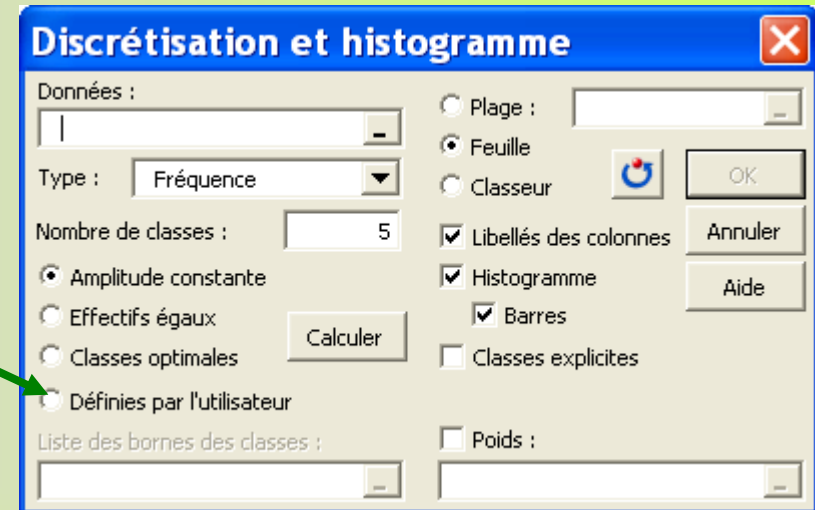 Discrétisation et histogramme
Données :
Type : Fréquence
Nombre de classes : 5
Amplitude constante
Effectifs égaux
Classes optimales
Calculer
Définies par l'utilisateur
Liste des bornes des classes :
Plage :
Feuille
Classeur
OK
Libellés des colonnes
Annuler
Histogramme
Aide
Barres
Classes explicites
Poids :